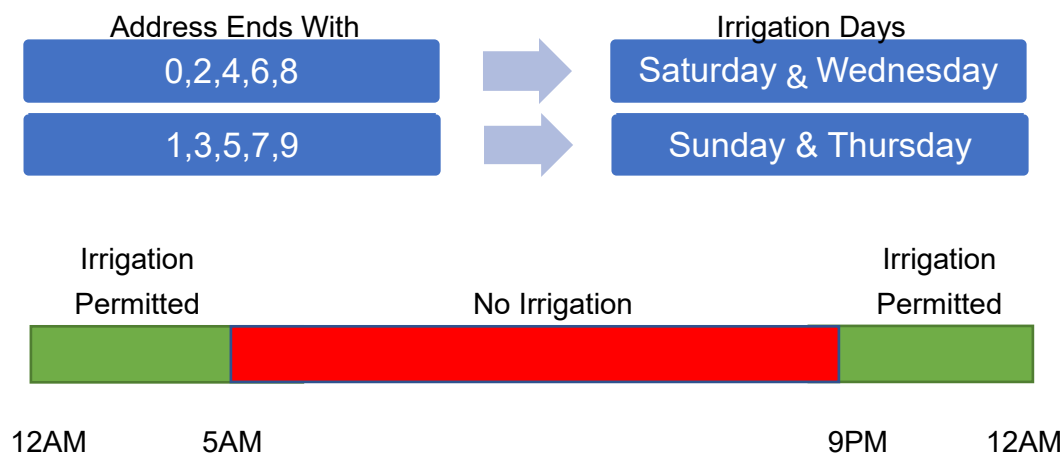 Address Ends With
Irrigation Days
0,2,4,6,8
Saturday & Wednesday
1,3,5,7,9
Sunday & Thursday
Irrigation
Permitted
No Irrigation
Irrigation
Permitted
12AM
5AM
9PM
12AM